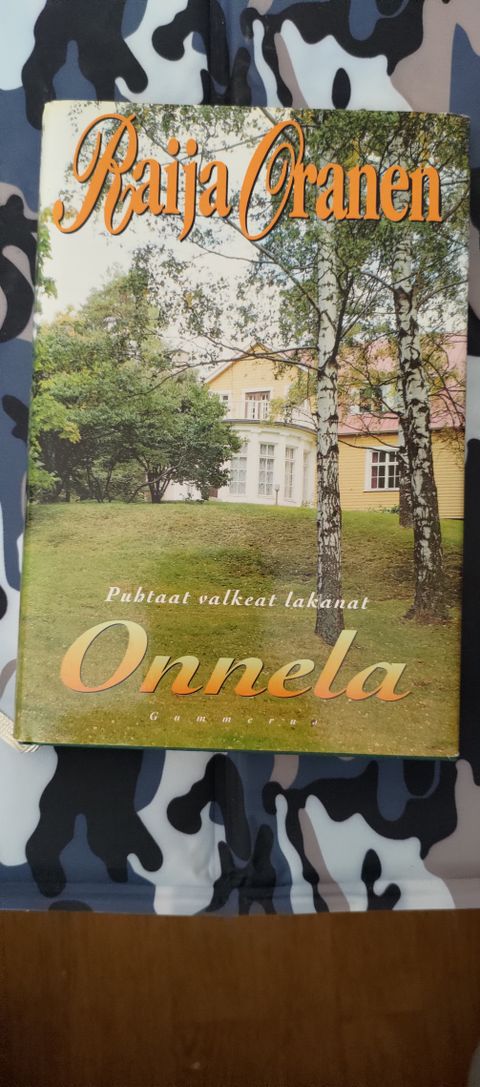 Raija Oranen
Puhtaat valkeat lakanat
Onnela
Gummerus